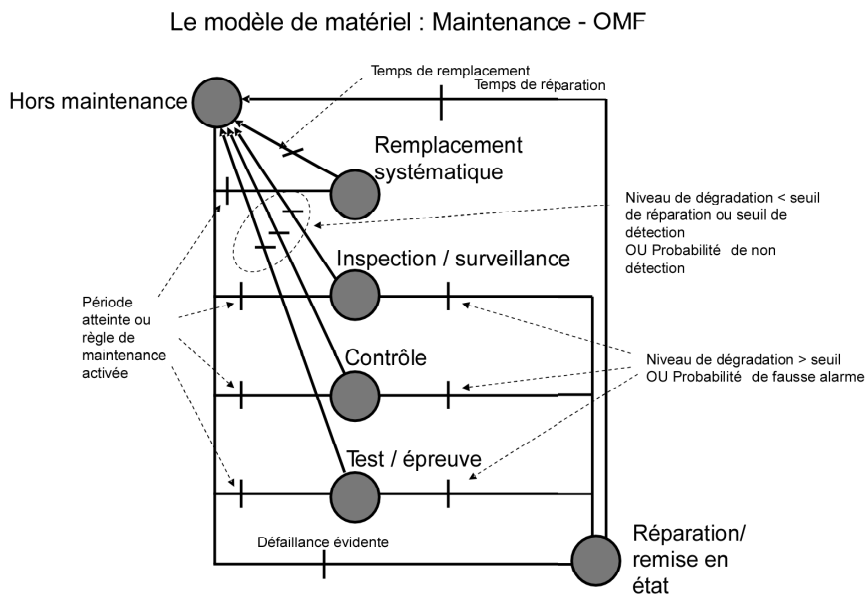 Le modèle de matériel : Maintenance - OMF
Temps de remplacement
Temps de réparation
Hors maintenance
Remplacement
systématique
Niveau de dégradation < seuil
de réparation ou seuil de
détection
OU Probabilité de non
détection
Inspection / surveillance
Période
atteinte ou
règle de
maintenance
activée
Contrôle
Niveau de dégradation > seuil
OU Probabilité de fausse alarme
Test / épreuve
Défaillance évidente
Réparation/
remise en
état